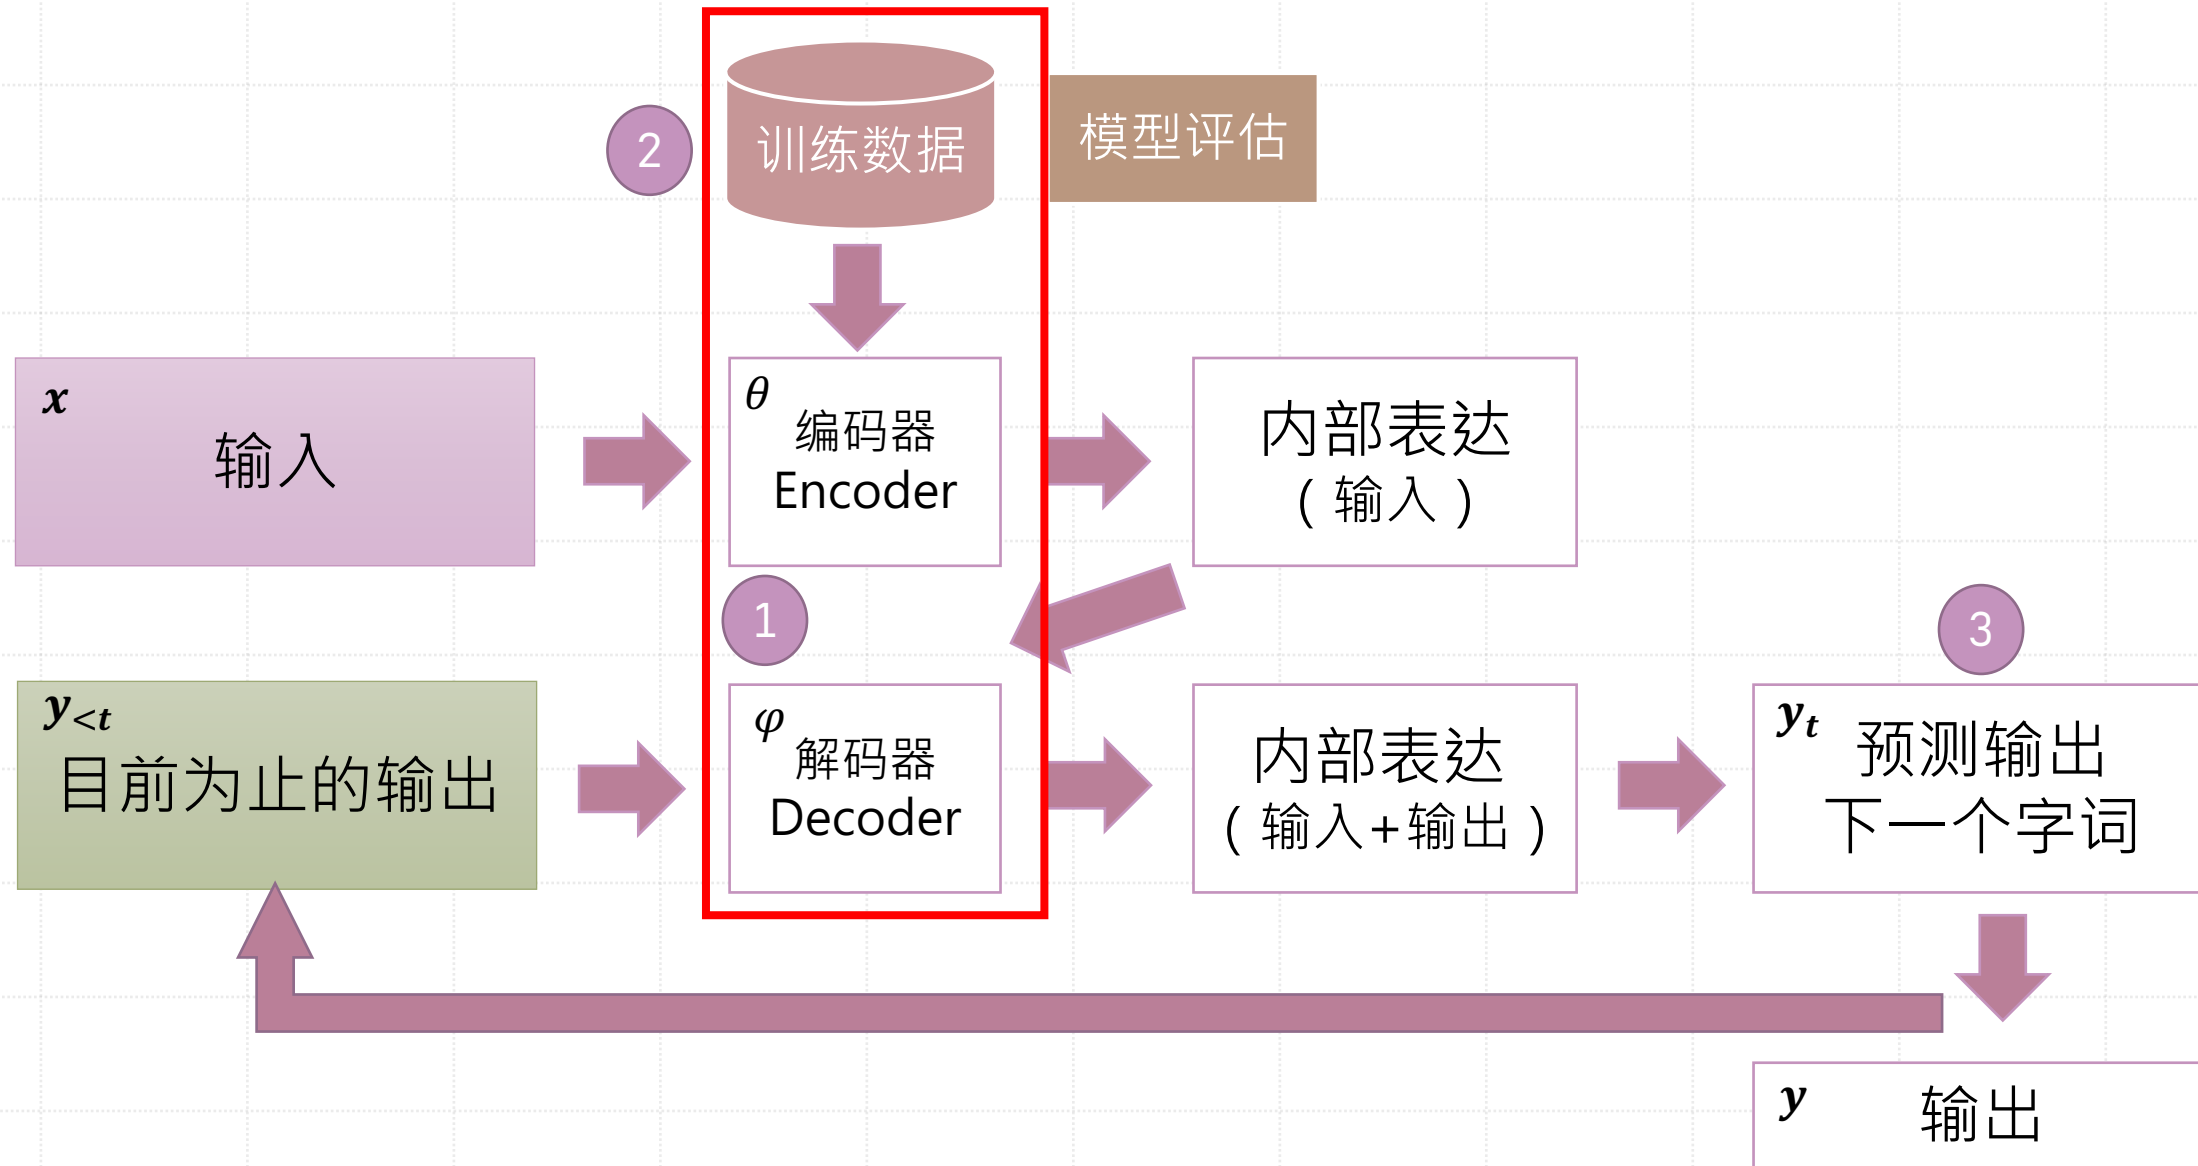 2
训练数据
模型评估
x
输入
θ
编码器
Encoder
内部表达
（输入）
1
3
y<t
目前为止的输出
φ
解码器
Decoder
内部表达
（输入+输出）
yt
预测输出
下一个字词
y
输出